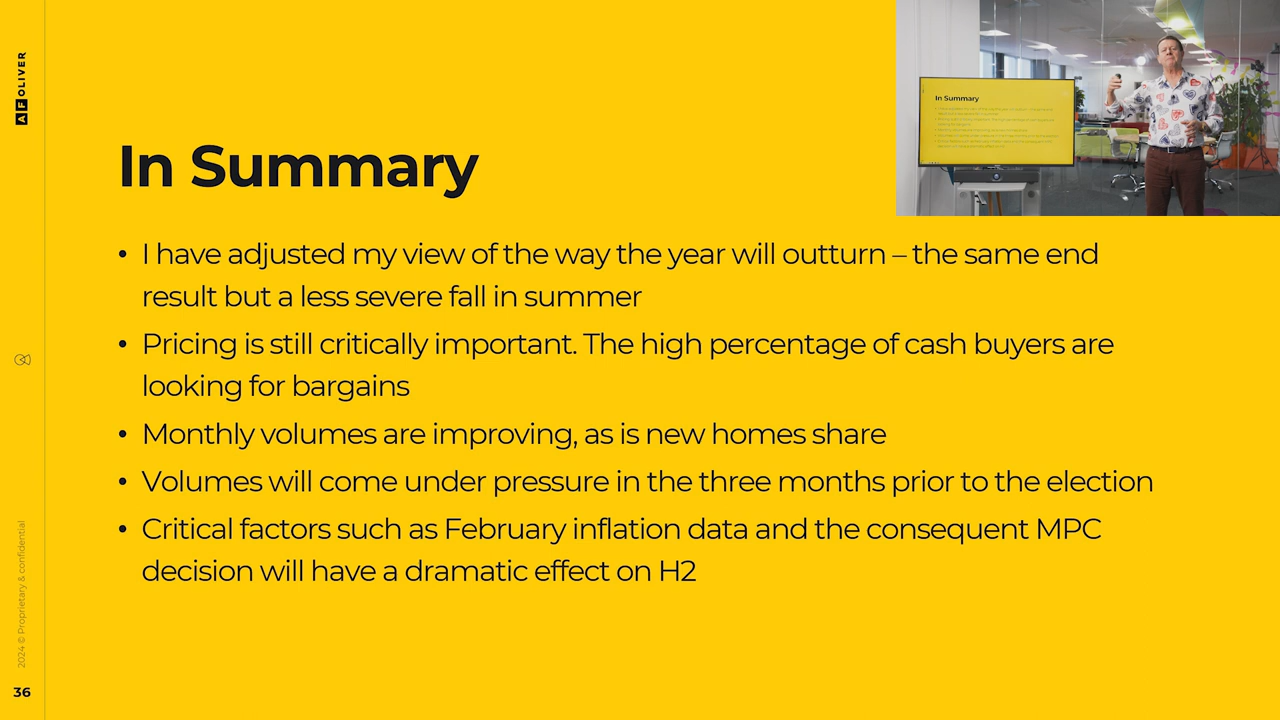 AF OLIVER
In Summary
In Summary
• I have adjusted my view of the way the year will outturn – the same end
result but a less severe fall in summer
• Pricing is still critically important. The high percentage of cash buyers are
looking for bargains
• Monthly volumes are improving, as is new homes share
• Volumes will come under pressure in the three months prior to the election
• Critical factors such as February inflation data and the consequent MPC
decision will have a dramatic effect on H2
2024 © Proprietary & confidential
36